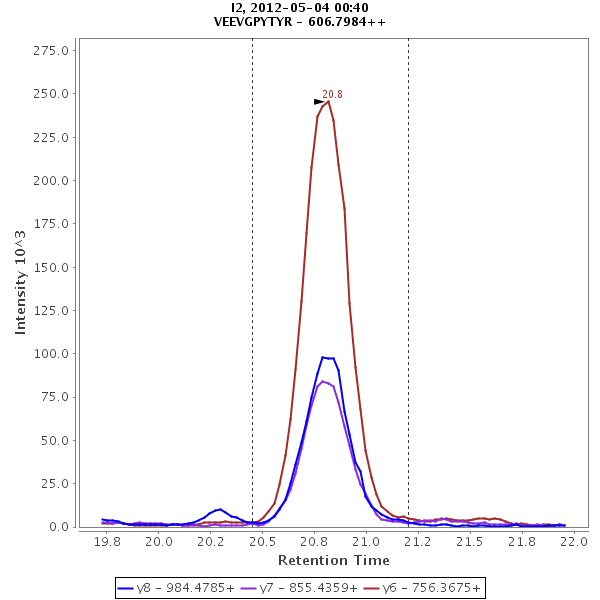 I2, 2012-05-04 00:40
VEEVGPYTYR - 606.7984++
275.0
250.0
225.0
200.0
175.0
150.0
125.0
100.0
75.0
50.0
25.0
0.0
Intensity 10^3
20.8
19.8 20.0 20.2 20.5 20.8 21.0 21.2 21.5 21.8 22.0
Retention Time
y8 - 984.4785+ y7 - 855.4359+ y6 - 756.3675+